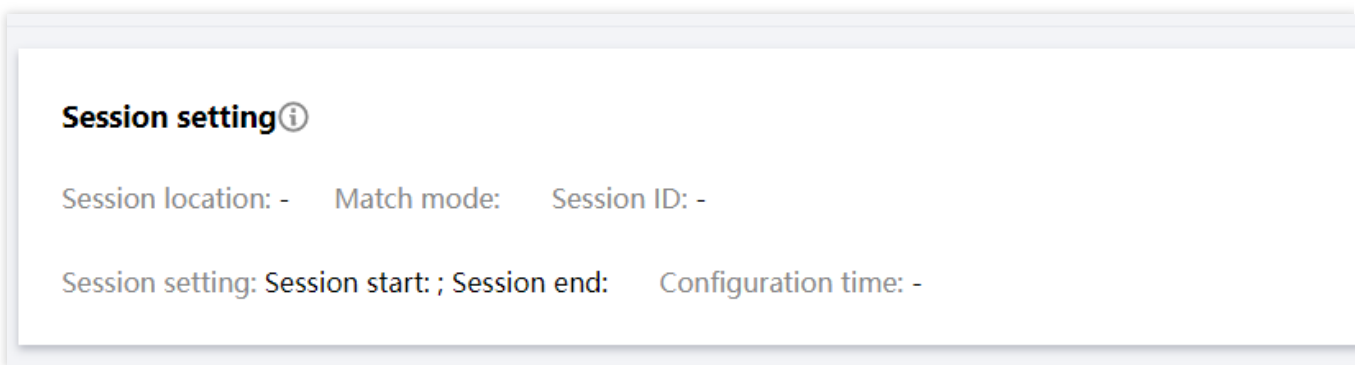 Session setting
Session location: - Match mode: Session ID: -
Session setting: Session start: ; Session end: Configuration time: -